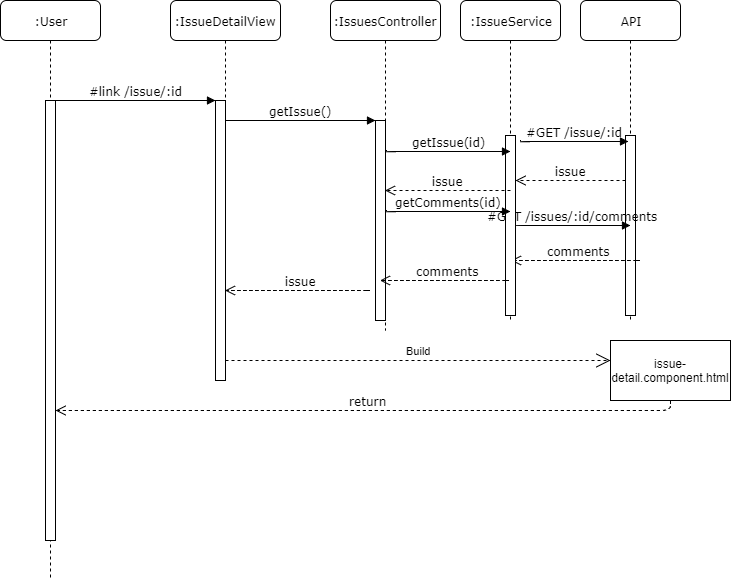 :User
:IssueDetailView
:IssuesController
:IssueService
API
#link /issue/:id
getIssue()
#GET /issue/:id
getIssue(id)
issue
issue
getComments(id)
#GET /issues/:id/comments
comments
comments
issue
Build
issue-
detail.component.html
return